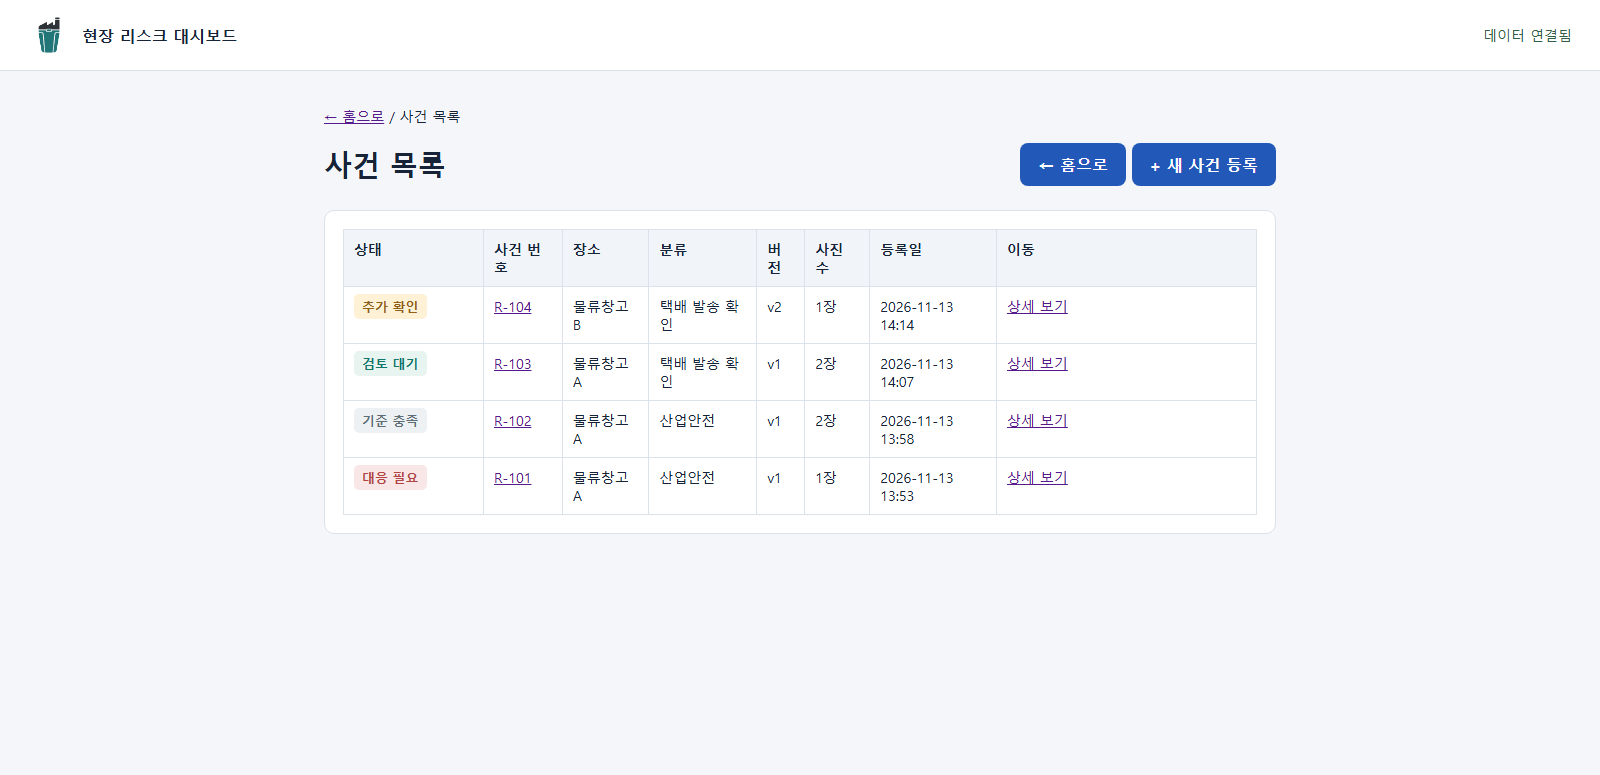 현장 리스크 대시보드
데이터 연결됨
← 홈으로 / 사건 목록
사건 목록
← 홈으로
+ 새 사건 등록
상태
사건 번
호
장소
분류
버
전
사진
수
등록일
이동
추가 확인
R-104
물류창고
B
택배 발송 확
인
v2
1장
2026-11-13
14:14
상세 보기
검토 대기
R-103
물류창고
A
택배 발송 확
인
v1
2장
2026-11-13
14:07
상세 보기
기준 충족
R-102
물류창고
A
산업안전
v1
2장
2026-11-13
13:58
상세 보기
대응 필요
R-101
물류창고
A
산업안전
v1
1장
2026-11-13
13:53
상세 보기